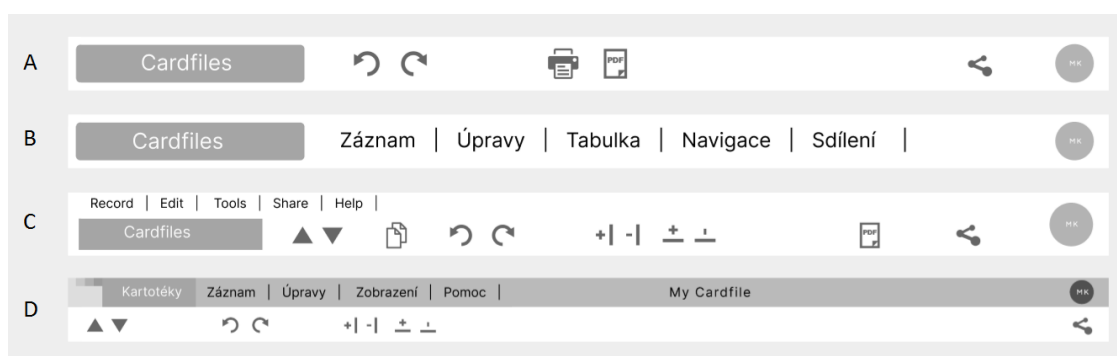 A Cardfiles PDF MK
B Cardfiles Záznam | Úpravy | Tabulka | Navigace | Sdílení | MK
Record | Edit | Tools | Share | Help |
C Cardfiles PDF MK
D Kartotéky Záznam | Úpravy | Zobrazení | Pomoc | My Cardfile MK